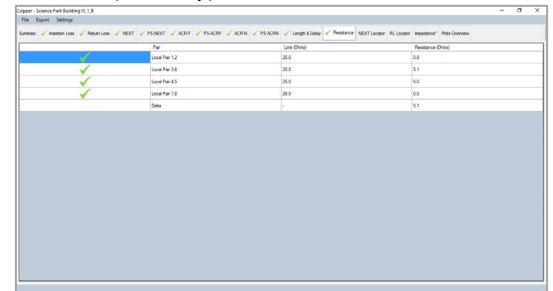 Copper - Science Park Building III_1_B
File Export Settings
Summary Insertion Loss Return Loss NEXT PS-NEXT ACR-F PS-ACRF ACR-N PS-ACRN Length & Delay Resistance NEXT Locator RL Locator Impedance* Plots Overview
Pair Limit (Ohms) Resistance (Ohms)
Local Pair 1,2 25.0 0.0
Local Pair 3,6 25.0 5.1
Local Pair 4,5 25.0 5.0
Local Pair 7,8 25.0 0.0
Delta - 5.1